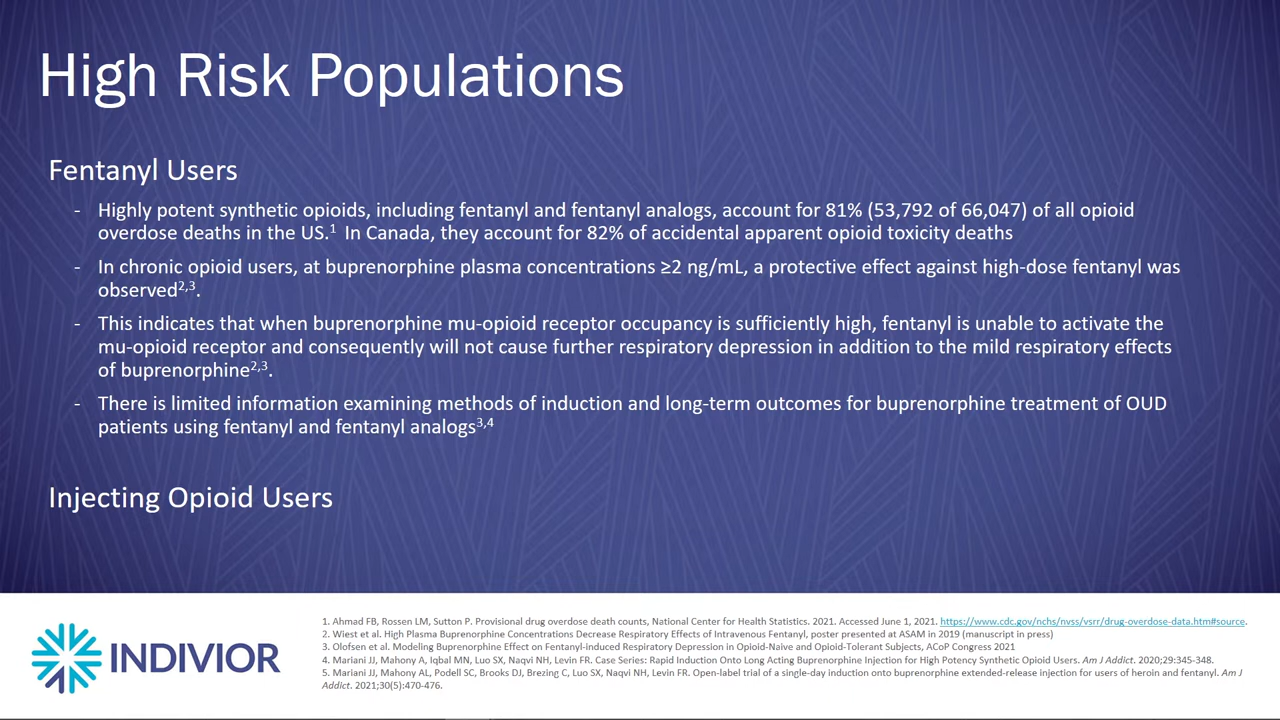 High Risk Populations
Fentanyl Users
- Highly potent synthetic opioids, including fentanyl and fentanyl analogs, account for 81% (53,792 of 66,047) of all opioid
overdose deaths in the US.1 In Canada, they account for 82% of accidental apparent opioid toxicity deaths
- In chronic opioid users, at buprenorphine plasma concentrations ≥2 ng/mL, a protective effect against high-dose fentanyl was
observed2,3.
- This indicates that when buprenorphine mu-opioid receptor occupancy is sufficiently high, fentanyl is unable to activate the
mu-opioid receptor and consequently will not cause further respiratory depression in addition to the mild respiratory effects
of buprenorphine2,3.
- There is limited information examining methods of induction and long-term outcomes for buprenorphine treatment of OUD
patients using fentanyl and fentanyl analogs3,4
Injecting Opioid Users
INDIVIOR
1. Ahmad FB, Rossen LM, Sutton P. Provisional drug overdose death counts, National Center for Health Statistics. 2021. Accessed June 1, 2021. https://www.cdc.gov/nchs/nvss/vsrr/drug-overdose-data.htm#source.
2. Wiest et al. High Plasma Buprenorphine Concentrations Decrease Respiratory Effects of Intravenous Fentanyl, poster presented at ASAM in 2019 (manuscript in press)
3. Olofsen et al. Modeling Buprenorphine Effect on Fentanyl-induced Respiratory Depression in Opioid-Naive and Opioid-Tolerant Subjects, ACoP Congress 2021
4. Mariani JJ, Mahony A, Iqbal MN, Luo SX, Naqvi NH, Levin FR. Case Series: Rapid Induction Onto Long Acting Buprenorphine Injection for High Potency Synthetic Opioid Users. Am J Addict. 2020;29:345-348.
5. Mariani JJ, Mahony AL, Podell SC, Brooks DJ, Brezing C, Luo SX, Naqvi NH, Levin FR. Open-label trial of a single-day induction onto buprenorphine extended-release injection for users of heroin and fentanyl. Am J
Addict. 2021;30(5):470-476.